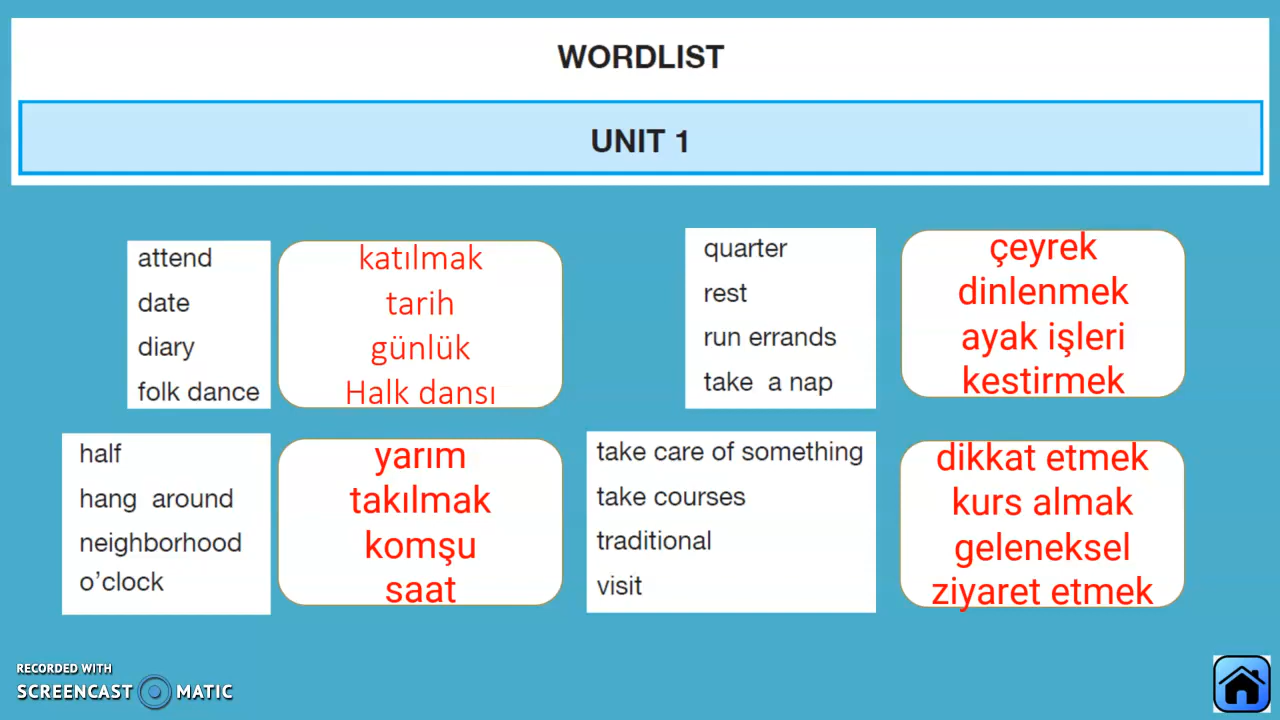 WORDLIST
UNIT 1
attend
date
diary
folk dance
katılmak
tarih
günlük
Halk dansı
quarter
rest
run errands
take a nap
çeyrek
dinlenmek
ayak işleri
kestirmek
half
hang around
neighborhood
o'clock
yarım
takılmak
komşu
saat
take care of something
take courses
traditional
visit
dikkat etmek
kurs almak
geleneksel
ziyaret etmek
RECORDED WITH
SCREENCAST MATIC